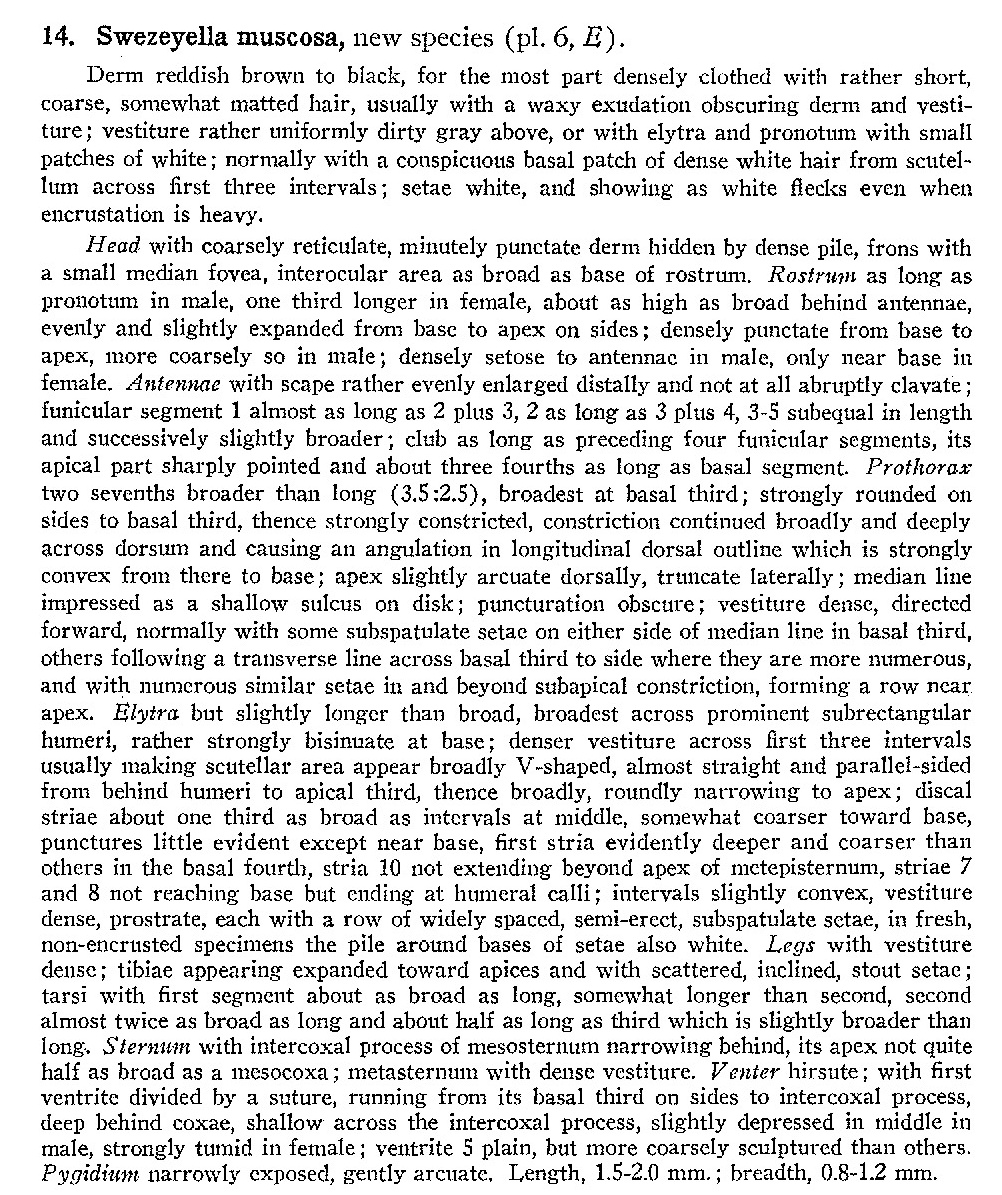 14. Swezeyella muscosa, new species (pl. 6, E).
Derm reddish brown to black, for the most part densely clothed with rather short,
coarse, somewhat matted hair, usually with a waxy exudation obscuring derm and vesti-
ture; vestiture rather uniformly dirty gray above, or with elytra and pronotum with small
patches of white; normally with a conspicuous basal patch of dense white hair from scutel-
lum across first three intervals; setae white, and showing as white flecks even when
encrustation is heavy.
Head with coarsely reticulate, minutely punctate derm hidden by dense pile, frons with
a small median fovea, interocular area as broad as base of rostrum. Rostrum as long as
pronotum in male, one third longer in female, about as high as broad behind antennae,
evenly and slightly expanded from base to apex on sides; densely punctate from base to
apex, more coarsely so in male; densely setose to antennae in male, only near base in
female. Antennae with scape rather evenly enlarged distally and not at all abruptly clavate;
funicular segment 1 almost as long as 2 plus 3, 2 as long as 3 plus 4, 3-5 subequal in length
and successively slightly broader; club as long as preceding four funicular segments, its
apical part sharply pointed and about three fourths as long as basal segment. Prothorax
two sevenths broader than long (3.5:2.5), broadest at basal third; strongly rounded on
sides to basal third, thence strongly constricted, constriction continued broadly and deeply
across dorsum and causing an angulation in longitudinal dorsal outline which is strongly
convex from there to base; apex slightly arcuate dorsally, truncate laterally; median line
impressed as a shallow sulcus on disk; puncturation obscure; vestiture dense, directed
forward, normally with some subspatulate setae on either side of median line in basal third,
others following a transverse line across basal third to side where they are more numerous,
and with numerous similar setae in and beyond subapical constriction, forming a row near
apex. Elytra but slightly longer than broad, broadest across prominent subrectangular
humeri, rather strongly bisinuate at base; denser vestiture across first three intervals
usually making scutellar area appear broadly V-shaped, almost straight and parallel-sided
from behind humeri to apical third, thence broadly, roundly narrowing to apex; discal
striae about one third as broad as intervals at middle, somewhat coarser toward base,
punctures little evident except near base, first stria evidently deeper and coarser than
others in the basal fourth, stria 10 not extending beyond apex of metepisternum, striae 7
and 8 not reaching base but ending at humeral calli; intervals slightly convex, vestiture
dense, prostrate, each with a row of widely spaced, semi-erect, subspatulate setae, in fresh,
non-encrusted specimens the pile around bases of setae also white. Legs with vestiture
dense; tibiae appearing expanded toward apices and with scattered, inclined, stout setae;
tarsi with first segment about as broad as long, somewhat longer than second, second
almost twice as broad as long and about half as long as third which is slightly broader than
long. Sternum with intercoxal process of mesosternum narrowing behind, its apex not quite
half as broad as a mesocoxa; metasternum with dense vestiture. Venter hirsute; with first
ventrite divided by a suture, running from its basal third on sides to intercoxal process,
deep behind coxae, shallow across the intercoxal process, slightly depressed in middle in
male, strongly tumid in female; ventrite 5 plain, but more coarsely sculptured than others.
Pygidium narrowly exposed, gently arcuate. Length, 1.5-2.0 mm.; breadth, 0.8-1.2 mm.